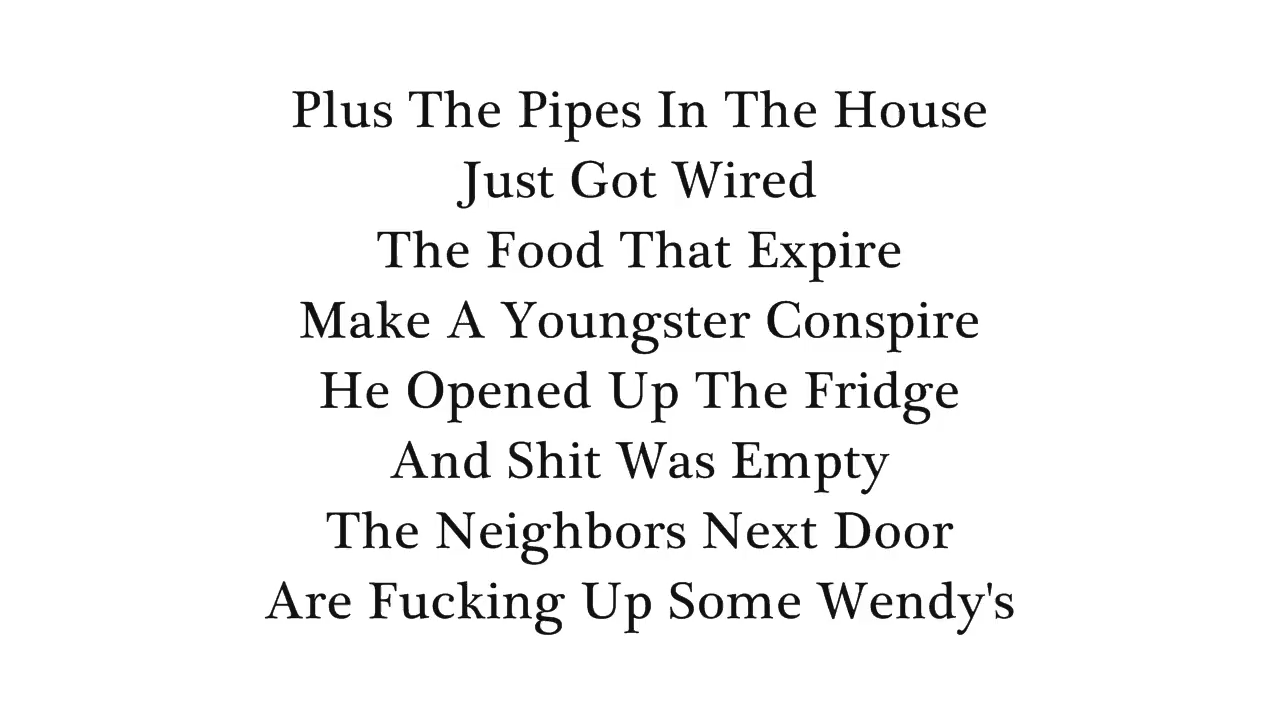 Plus The Pipes In The House
Just Got Wired
The Food That Expire
Make A Youngster Conspire
He Opened Up The Fridge
And Shit Was Empty
The Neighbors Next Door
Are Fucking Up Some Wendy's